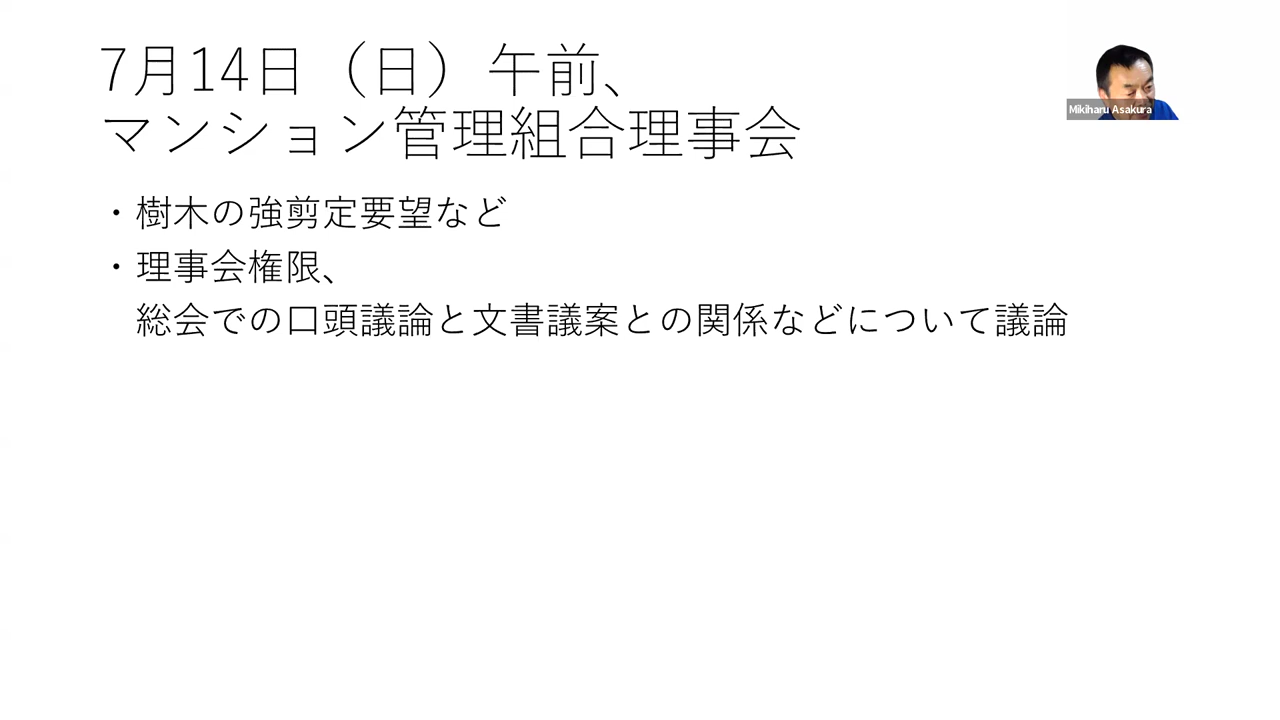 7月14日（日）午前、
マンション管理組合理事会
Mikiharu Asakura
・樹木の強剪定要望など
・理事会権限、
総会での口頭議論と文書議案との関係などについて議論